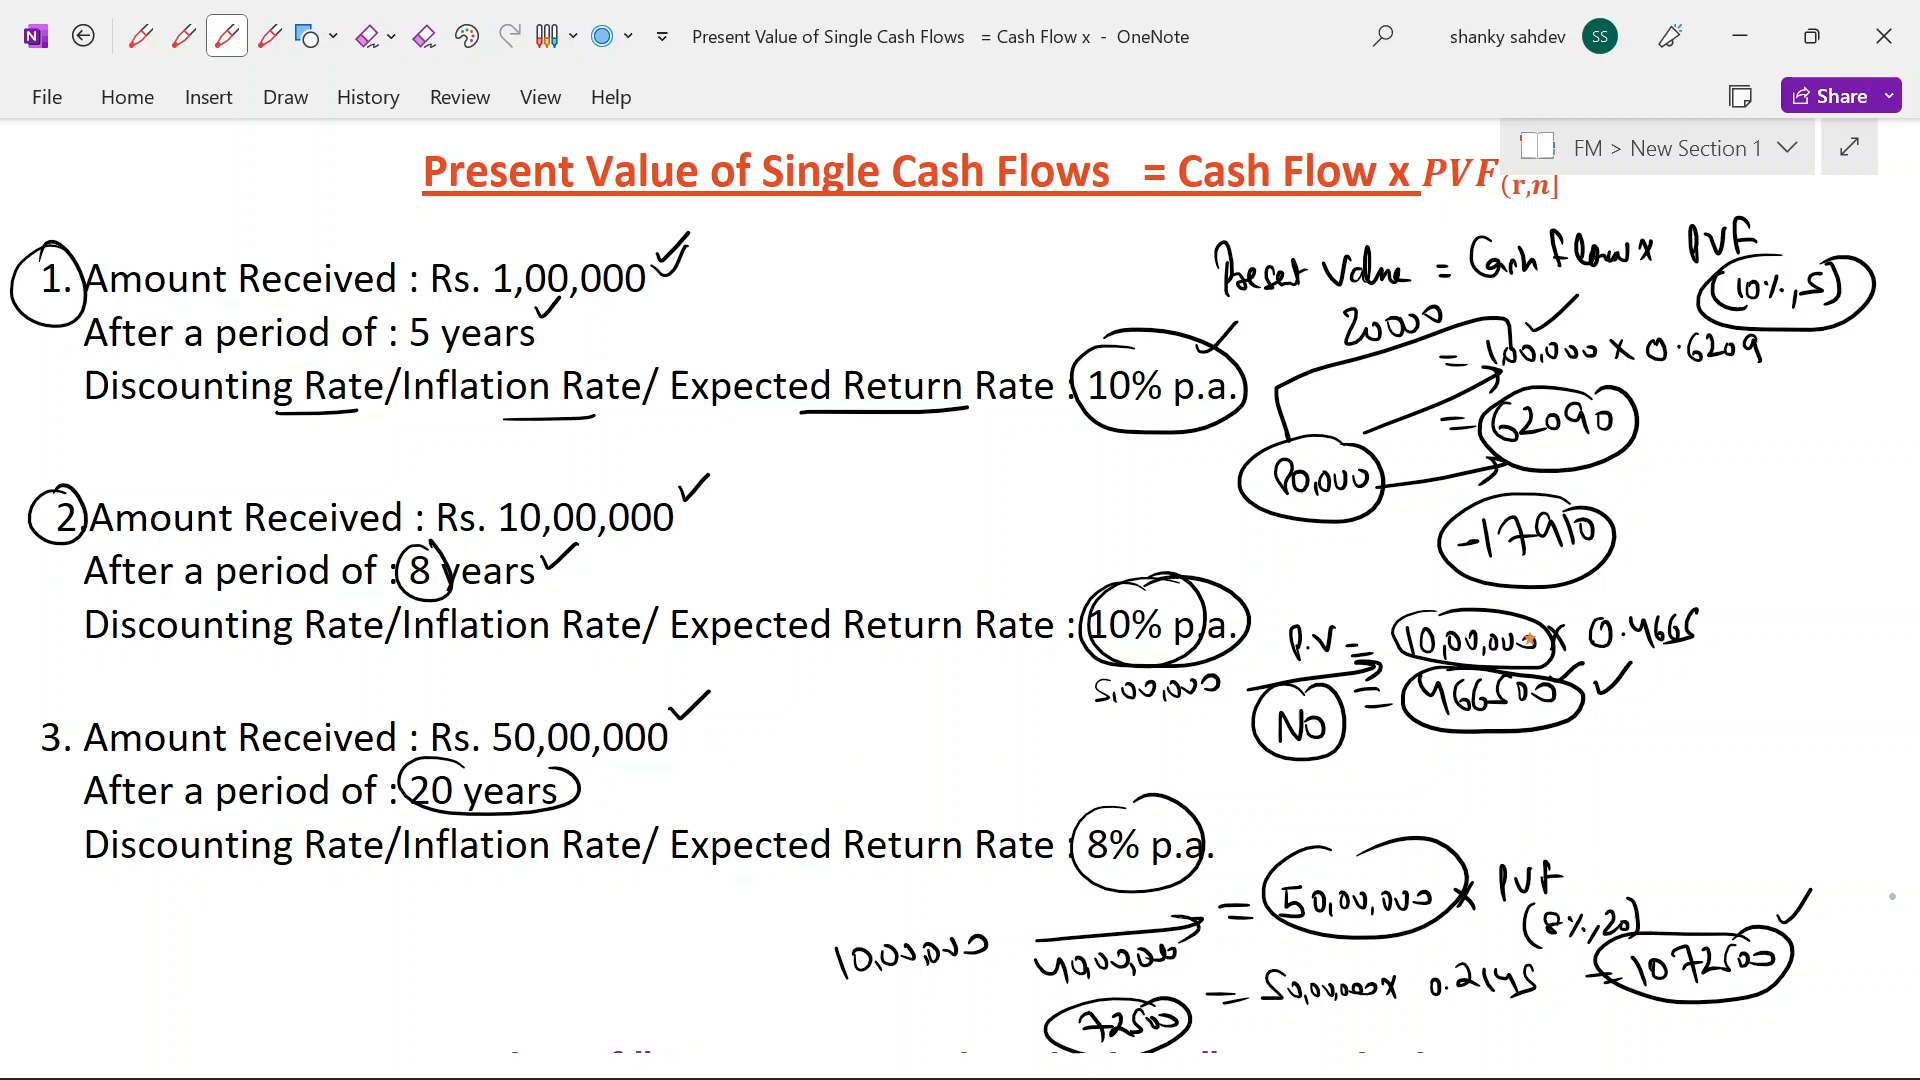 Present Value of Single Cash Flows = Cash Flow x - OneNote
shanky sahdev SS
File Home Insert Draw History Review View Help
Share
FM > New Section 1
Present Value of Single Cash Flows = Cash Flow x PVF(r,n]
1. Amount Received : Rs. 1,00,000
After a period of : 5 years
Discounting Rate/Inflation Rate/ Expected Return Rate : 10% p.a.
Present Value = Cash flow x PVF
(10%, 5)
20000
= 100,000 x 0.6209
= 62090
80,000
-17910
2. Amount Received : Rs. 10,00,000
After a period of : 8 years
Discounting Rate/Inflation Rate/ Expected Return Rate : 10% p.a.
P.V = 10,00,000 x 0.4665
5,00,000
= 466500
NO
3. Amount Received : Rs. 50,00,000
After a period of : 20 years
Discounting Rate/Inflation Rate/ Expected Return Rate : 8% p.a.
= 50,00,000 x PVF
(8%, 20)
10,00,000
40,00,000
= 50,00,000 x 0.2145 = 1072500
72500